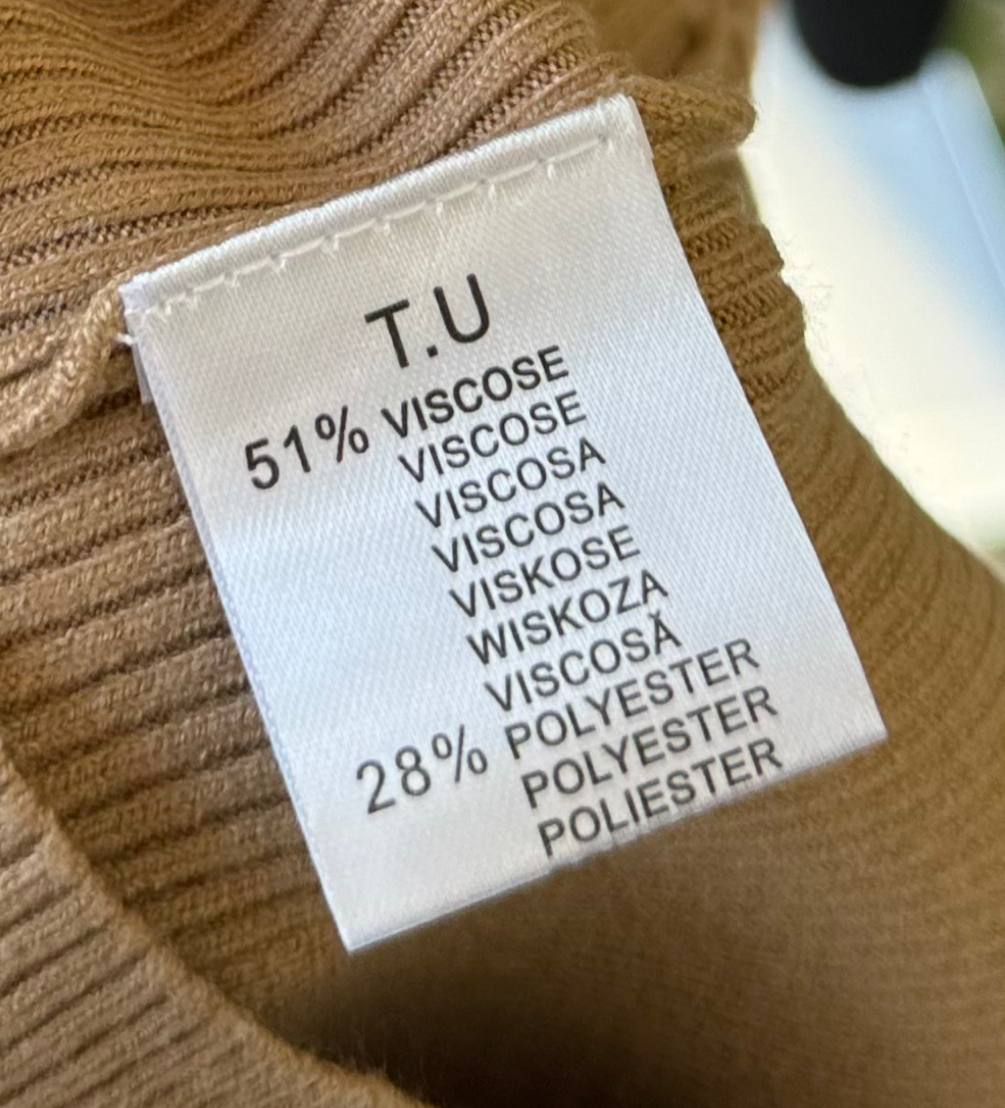 T.U
51% VISCOSE
VISCOSE
VISCOSA
VISCOSA
VISKOSE
WISKOZA
VISCOSĂ
28% POLYESTER
POLYESTER
POLIESTER